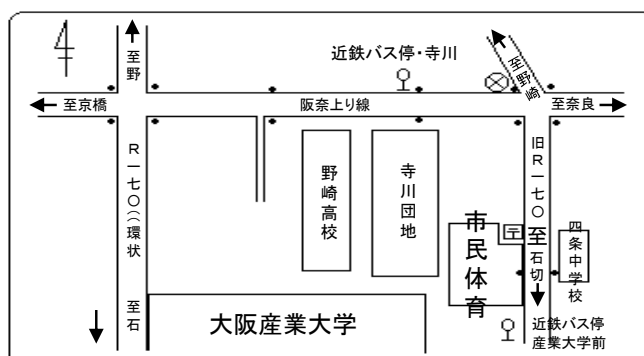 近鉄バス停・寺川
至野
至野崎
至京橋
阪奈上り線
至奈良
R一七〇((環状
至石
野崎高校
寺川団地
市民体育
旧R一七〇
至
石切
四条中学校
大阪産業大学
近鉄バス停
産業大学前